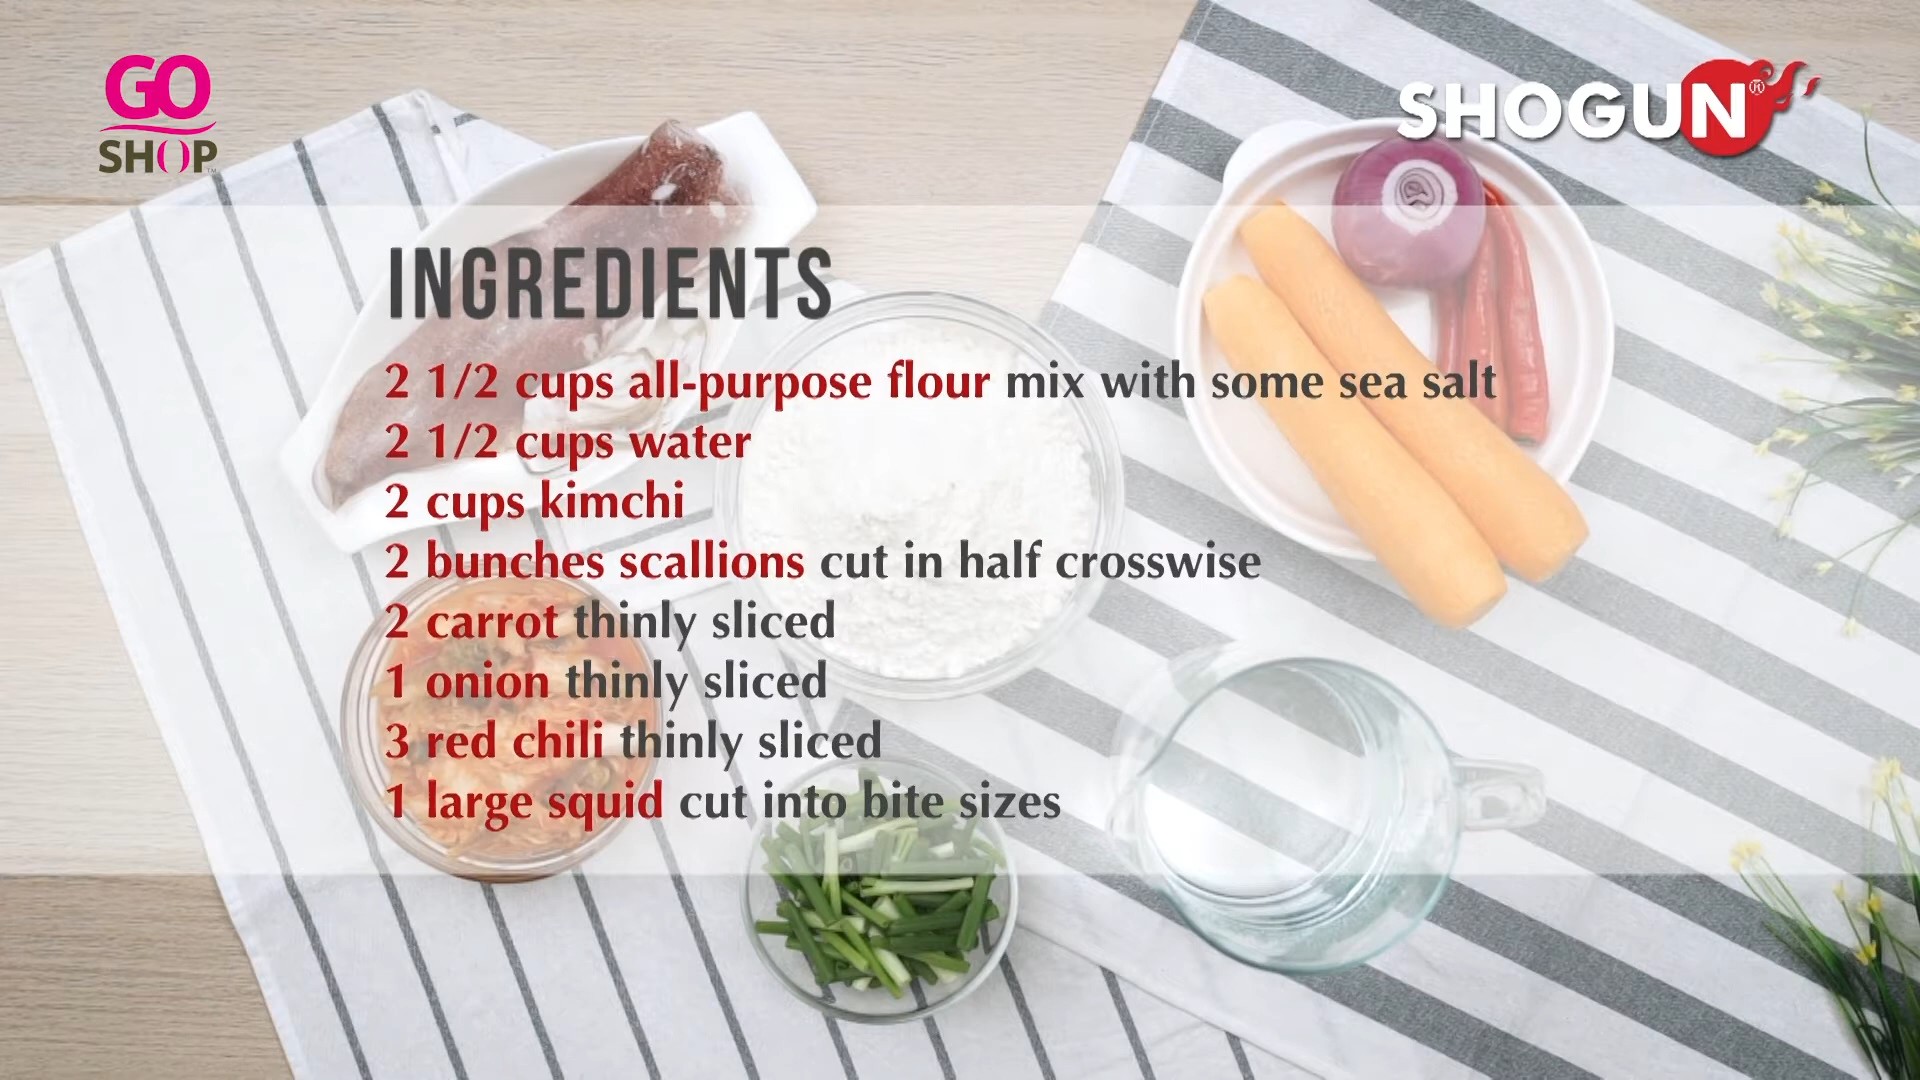 GO
SHOP
SHOGUN®
INGREDIENTS
2 1/2 cups all-purpose flour mix with some sea salt
2 1/2 cups water
2 cups kimchi
2 bunches scallions cut in half crosswise
2 carrot thinly sliced
1 onion thinly sliced
3 red chili thinly sliced
1 large squid cut into bite sizes